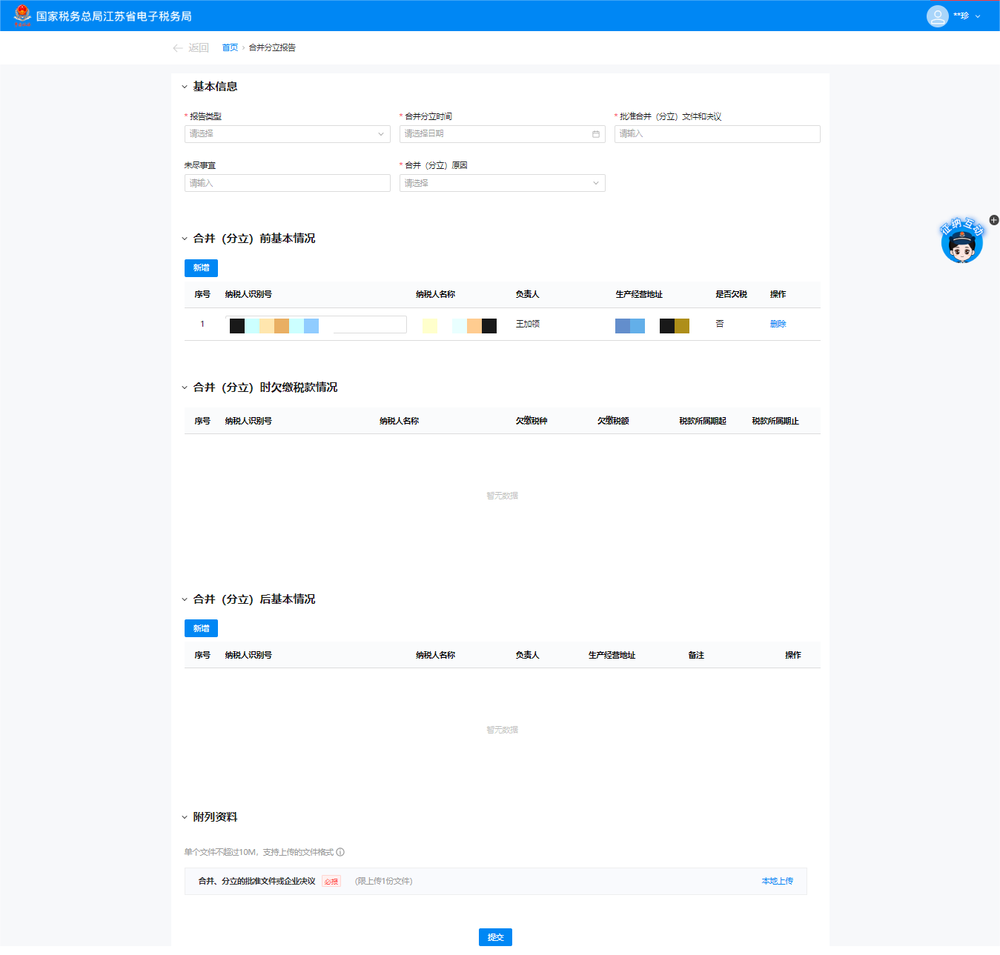 国家税务总局江苏省电子税务局
**珍
返回 首页 › 合并分立报告
基本信息
* 报告类型 * 合并分立时间 * 批准合并（分立）文件和决议
请选择 请选择日期 请输入
未尽事宜 * 合并（分立）原因
请输入 请选择
征纳互动
合并（分立）前基本情况
新增
序号 纳税人识别号 纳税人名称 负责人 生产经营地址 是否欠税 操作
1 王加领 否 删除
合并（分立）时欠缴税款情况
序号 纳税人识别号 纳税人名称 欠缴税种 欠缴税额 税款所属期起 税款所属期止
暂无数据
合并（分立）后基本情况
新增
序号 纳税人识别号 纳税人名称 负责人 生产经营地址 备注 操作
暂无数据
附列资料
单个文件不超过10M，支持上传的文件格式
合并、分立的批准文件或企业决议 必报 (限上传1份文件) 本地上传
提交